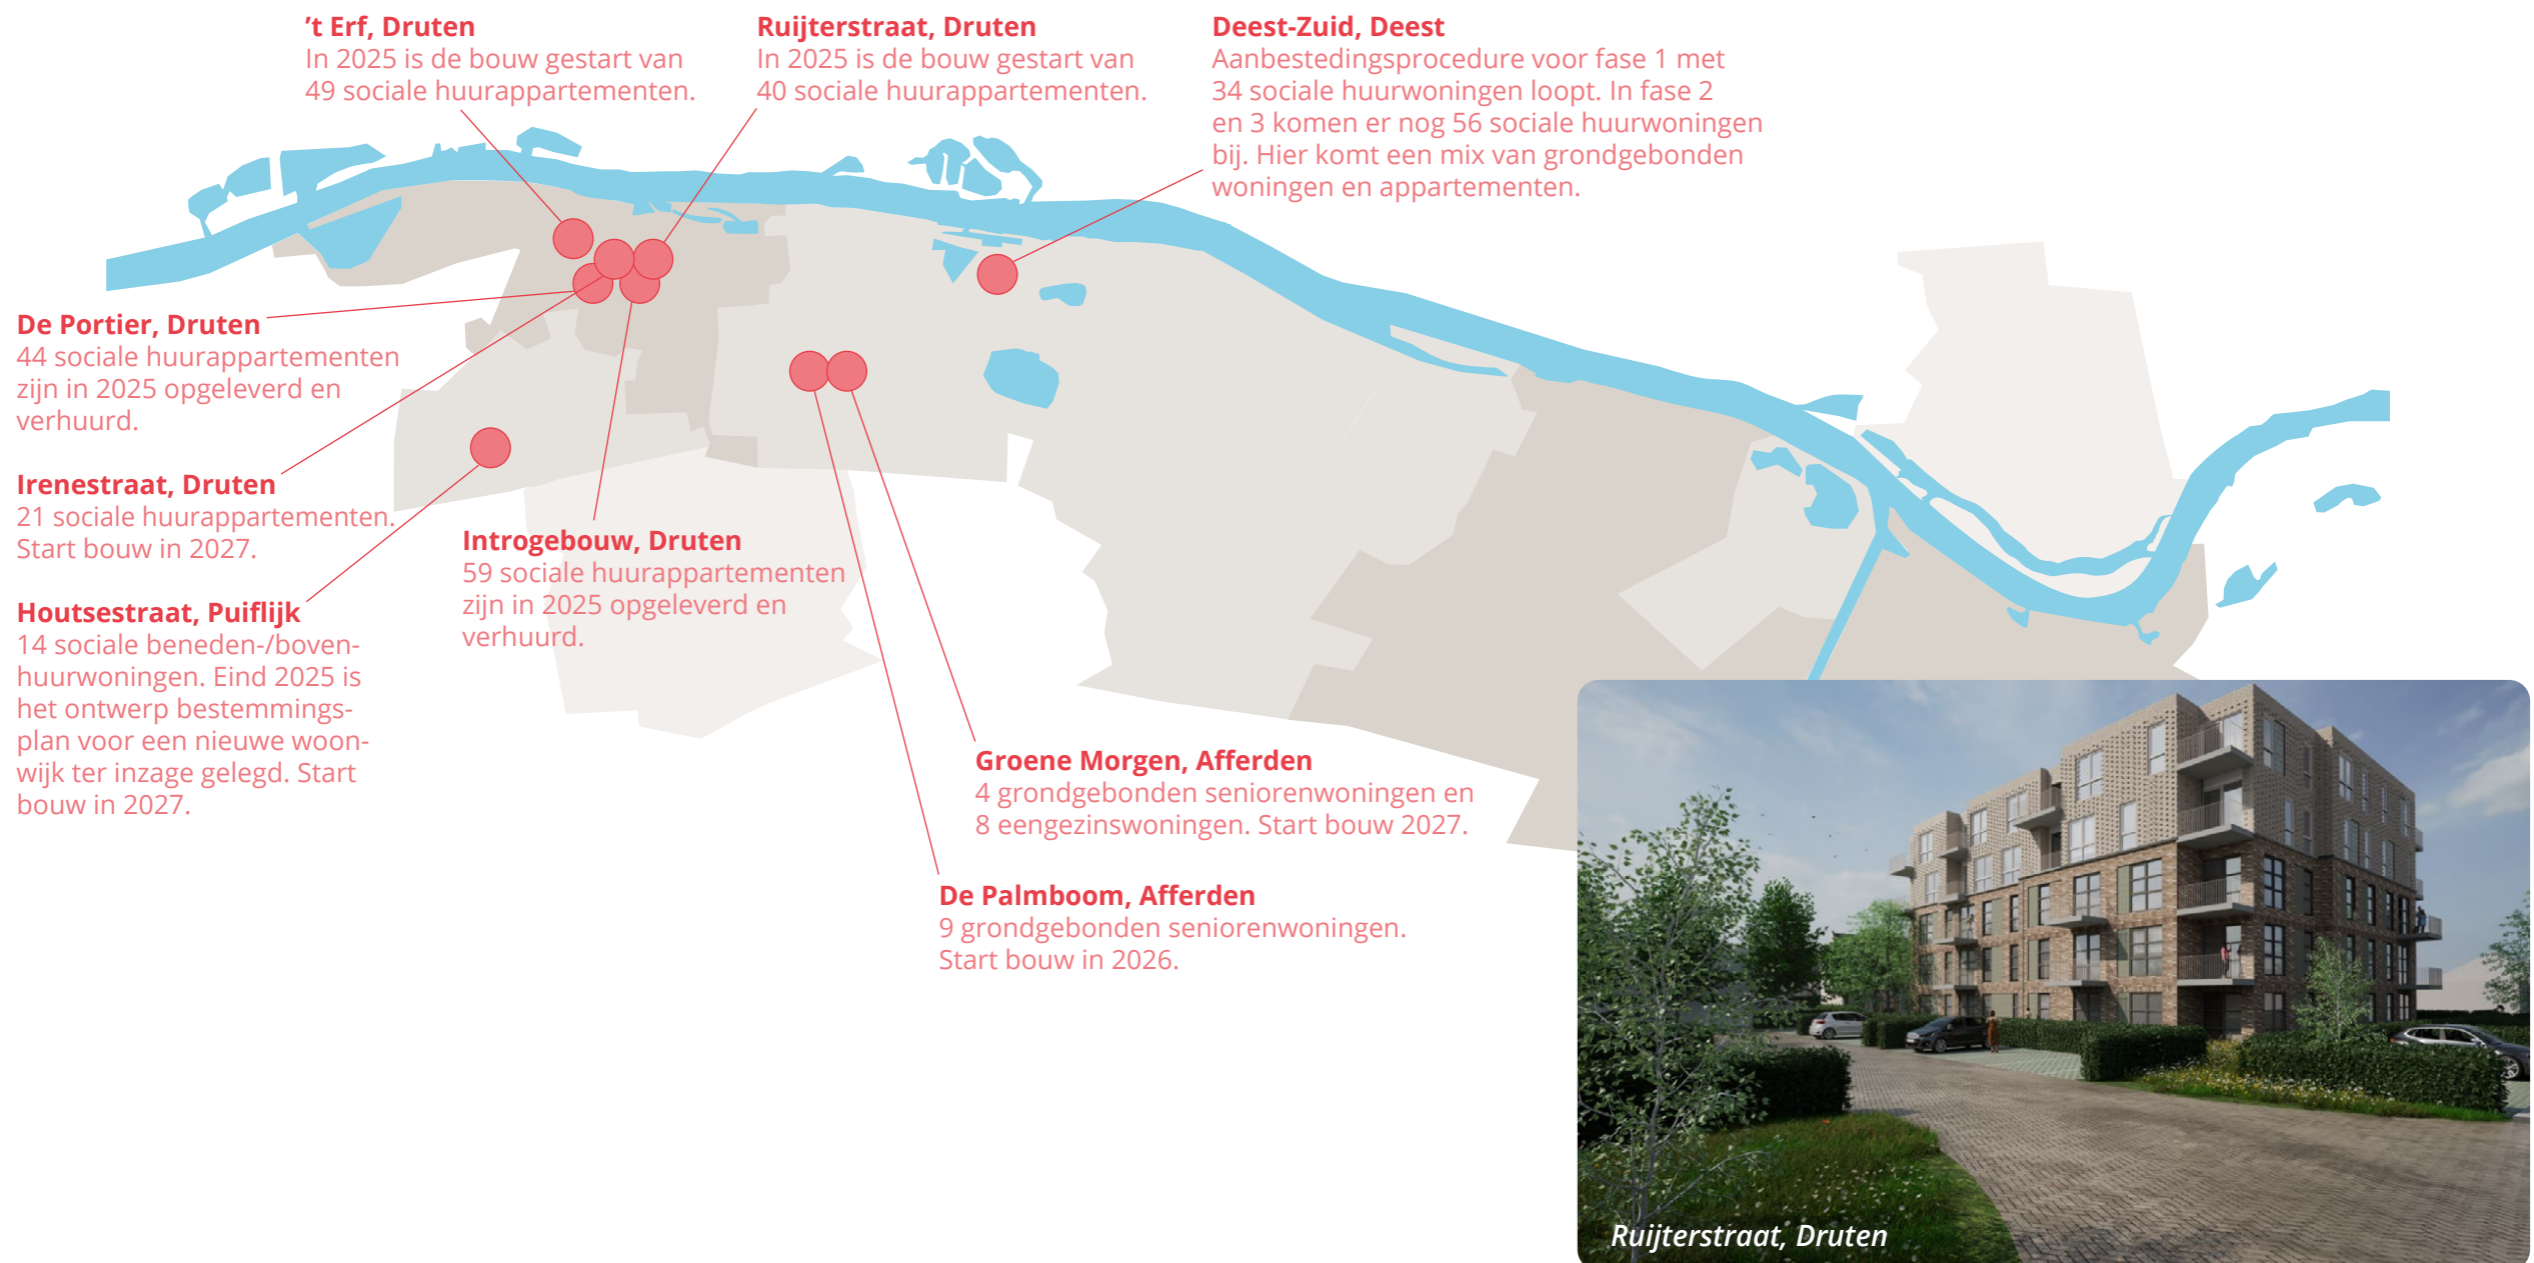 ’t Erf, Druten
In 2025 is de bouw gestart van
49 sociale huurappartementen.
Ruijterstraat, Druten
In 2025 is de bouw gestart van
40 sociale huurappartementen.
Deest-Zuid, Deest
Aanbestedingsprocedure voor fase 1 met
34 sociale huurwoningen loopt. In fase 2
en 3 komen er nog 56 sociale huurwoningen
bij. Hier komt een mix van grondgebonden
woningen en appartementen.
De Portier, Druten
44 sociale huurappartementen
zijn in 2025 opgeleverd en
verhuurd.
Irenestraat, Druten
21 sociale huurappartementen.
Start bouw in 2027.
Houtsestraat, Puiflijk
14 sociale beneden-/boven-
huurwoningen. Eind 2025 is
het ontwerp bestemmings-
plan voor een nieuwe woon-
wijk ter inzage gelegd. Start
bouw in 2027.
Introgebouw, Druten
59 sociale huurappartementen
zijn in 2025 opgeleverd en
verhuurd.
Groene Morgen, Afferden
4 grondgebonden seniorenwoningen en
8 eengezinswoningen. Start bouw 2027.
De Palmboom, Afferden
9 grondgebonden seniorenwoningen.
Start bouw in 2026.
Ruijterstraat, Druten